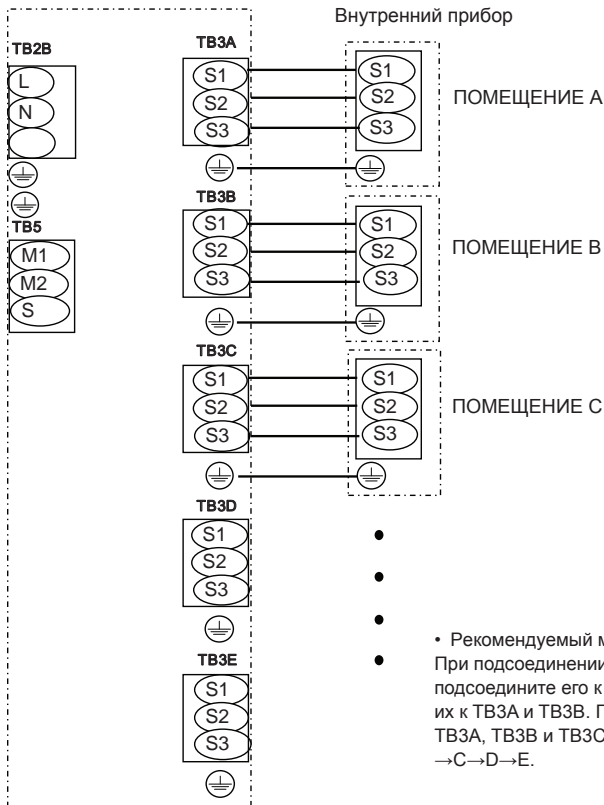 Внутренний прибор
TB2B
L
N
TB5
M1
M2
S
TB3A
S1
S2
S3
S1
S2
S3
ПОМЕЩЕНИЕ A
TB3B
S1
S2
S3
S1
S2
S3
ПОМЕЩЕНИЕ B
TB3C
S1
S2
S3
S1
S2
S3
ПОМЕЩЕНИЕ C
TB3D
S1
S2
S3
TB3E
S1
S2
S3
• Рекомендуемый
При подсоединении
подсоедините его к
их к TB3A и TB3B.
TB3A, TB3B и TB3C
→C→D→E.